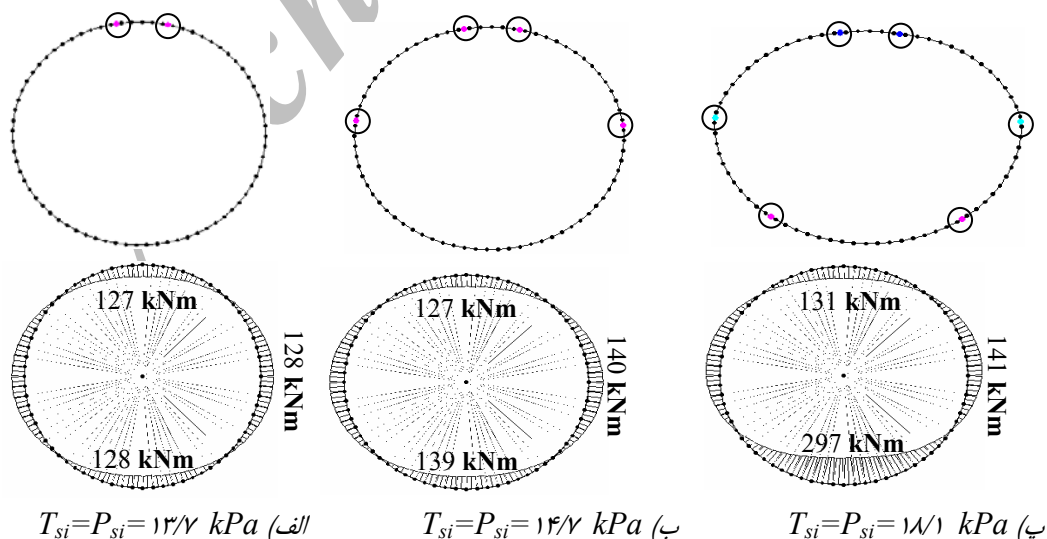 127 kNm
128 kNm
128 kNm
127 kNm
140 kNm
139 kNm
131 kNm
141 kNm
297 kNm
الف) T_si=P_si= ۱۳/۷ kPa
ب) T_si=P_si= ۱۴/۷ kPa
پ) T_si=P_si= ۱۸/۱ kPa